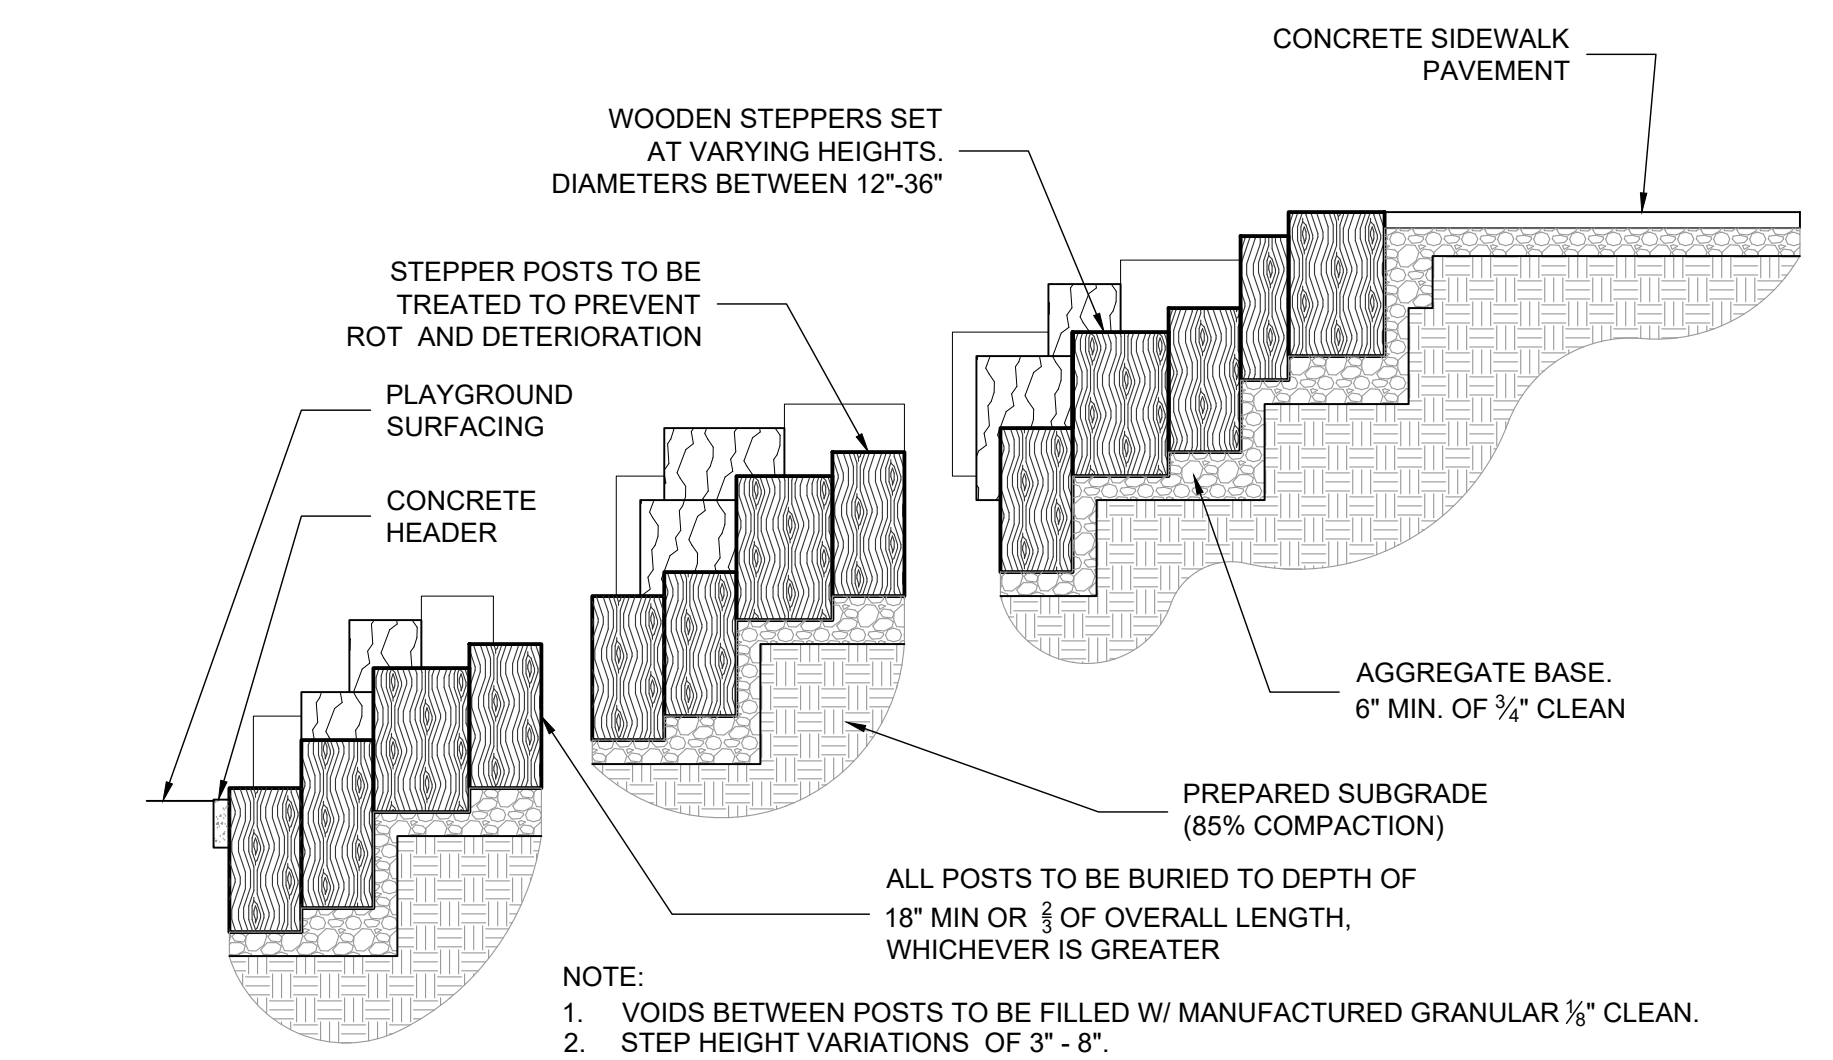 CONCRETE SIDEWALK
PAVEMENT
WOODEN STEPPERS SET
AT VARYING HEIGHTS.
DIAMETERS BETWEEN 12"-36"
STEPPER POSTS TO BE
TREATED TO PREVENT
ROT AND DETERIORATION
PLAYGROUND
SURFACING
CONCRETE
HEADER
AGGREGATE BASE.
6" MIN. OF 3/4" CLEAN
PREPARED SUBGRADE
(85% COMPACTION)
ALL POSTS TO BE BURIED TO DEPTH OF
18" MIN OR 2/3 OF OVERALL LENGTH,
WHICHEVER IS GREATER
NOTE:
1. VOIDS BETWEEN POSTS TO BE FILLED W/ MANUFACTURED GRANULAR 1/8" CLEAN.
2. STEP HEIGHT VARIATIONS OF 3" - 8".